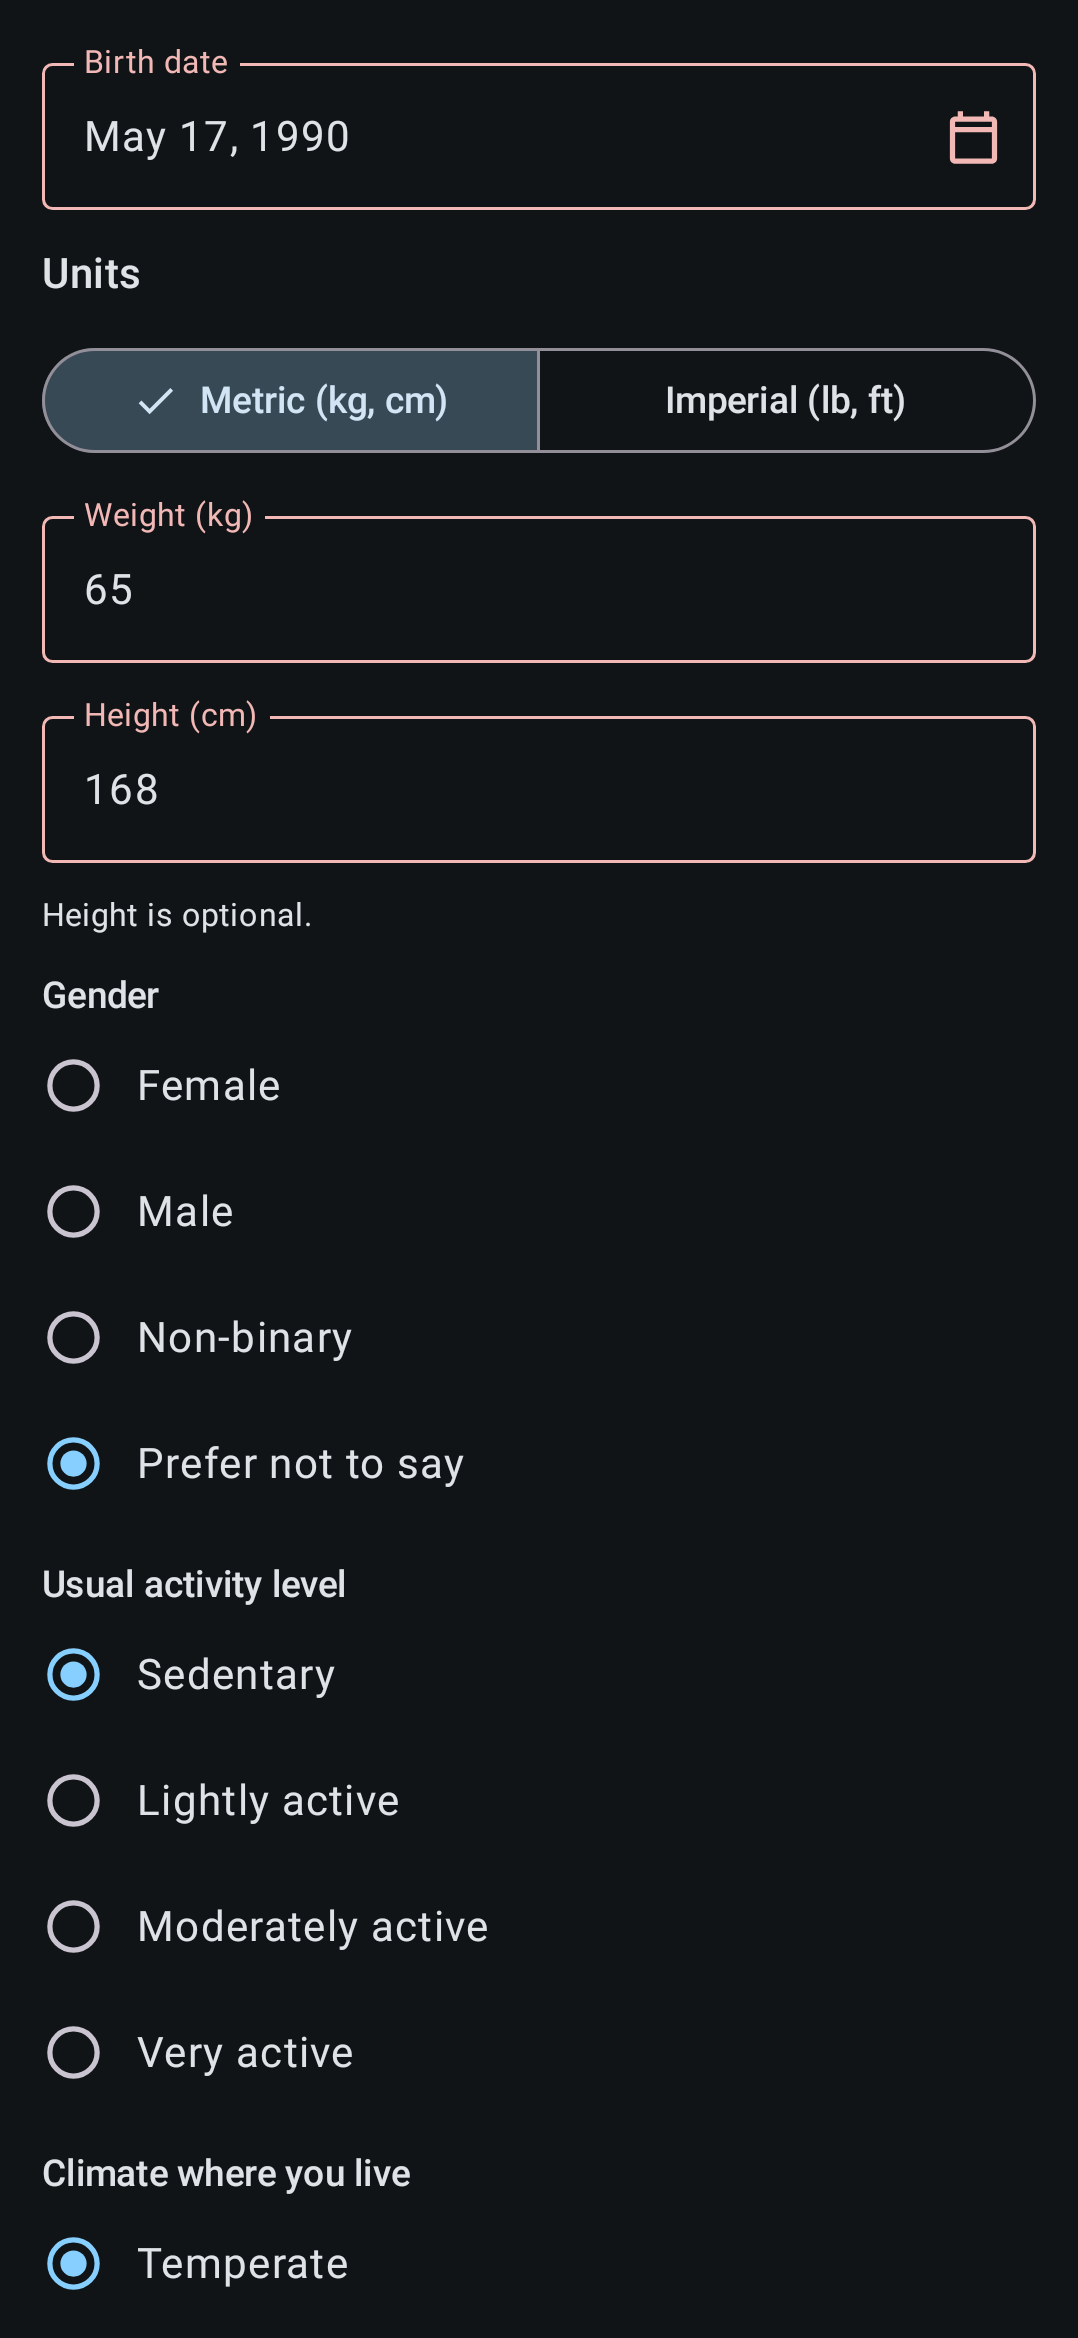 Birth date
May 17, 1990
Units
Metric (kg, cm)
Imperial (lb, ft)
Weight (kg)
65
Height (cm)
168
Height is optional.
Gender
Female
Male
Non-binary
Prefer not to say
Usual activity level
Sedentary
Lightly active
Moderately active
Very active
Climate where you live
Temperate